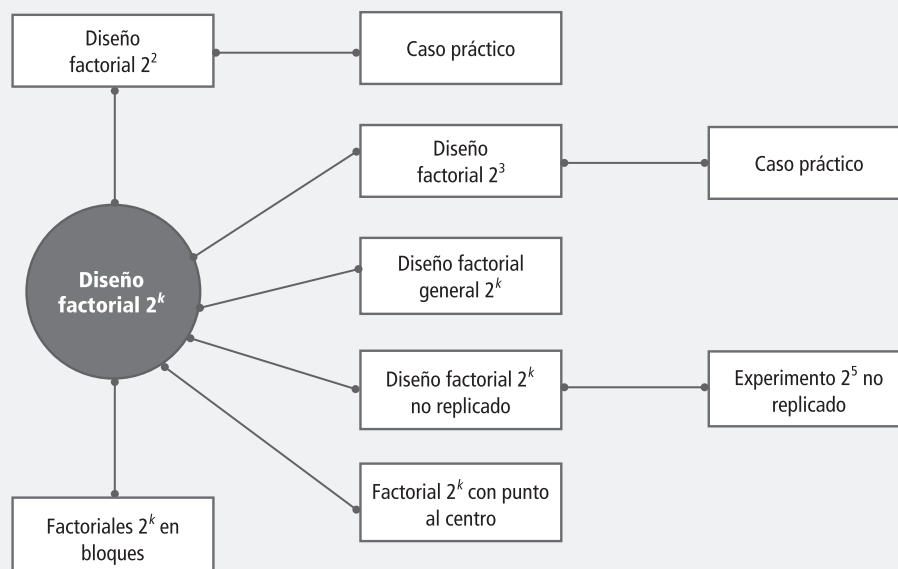 Diseño
factorial 2²
Caso práctico
Diseño
factorial 2³
Caso práctico
Diseño
factorial 2ᵏ
Diseño factorial
general 2ᵏ
Diseño factorial 2ᵏ
no replicado
Experimento 2⁵ no
replicado
Factorial 2ᵏ con punto
al centro
Factoriales 2ᵏ en
bloques